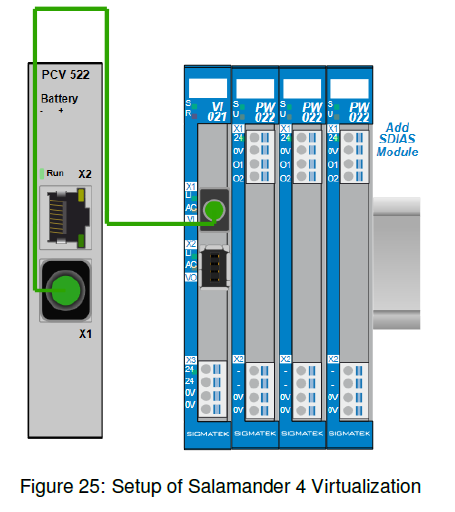 PCV 522
Battery
- +
Run X2
X1
S
R
VI
021
X1
LI
AC
VI
X2
LI
AC
VO
X3
24
24
0V
0V
SIGMATEK
S
U
PW
022
X1
24
0V
O1
O2
X2
-
-
0V
0V
SIGMATEK
S
U
PW
022
X1
24
0V
O1
O2
X2
-
-
0V
0V
SIGMATEK
S
U
PW
022
X1
24
0V
O1
O2
X2
-
-
0V
0V
SIGMATEK
Add
SDIAS
Module
Figure 25: Setup of Salamander 4 Virtualization